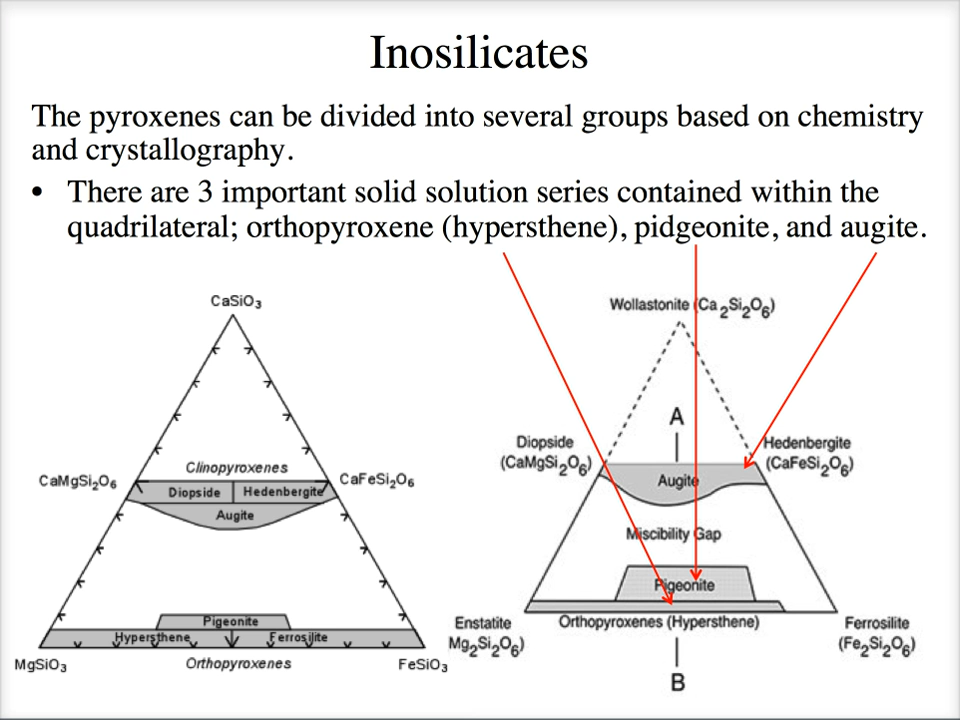 Inosilicates
The pyroxenes can be divided into several groups based on chemistry
and crystallography.
• There are 3 important solid solution series contained within the
quadrilateral; orthopyroxene (hypersthene), pidgeonite, and augite.
CaSiO3
Clinopyroxenes
CaMgSi2O6
CaFeSi2O6
Diopside
Hedenbergite
Augite
Pigeonite
Hypersthene
Ferrosilite
MgSiO3
Orthopyroxenes
FeSiO3
Wollastonite (Ca2Si2O6)
A
Diopside
(CaMgSi2O6)
Hedenbergite
(CaFeSi2O6)
Augite
Miscibility Gap
Pigeonite
Enstatite
Mg2Si2O6)
Orthopyroxenes (Hypersthene)
Ferrosilite
(Fe2Si2O6)
B